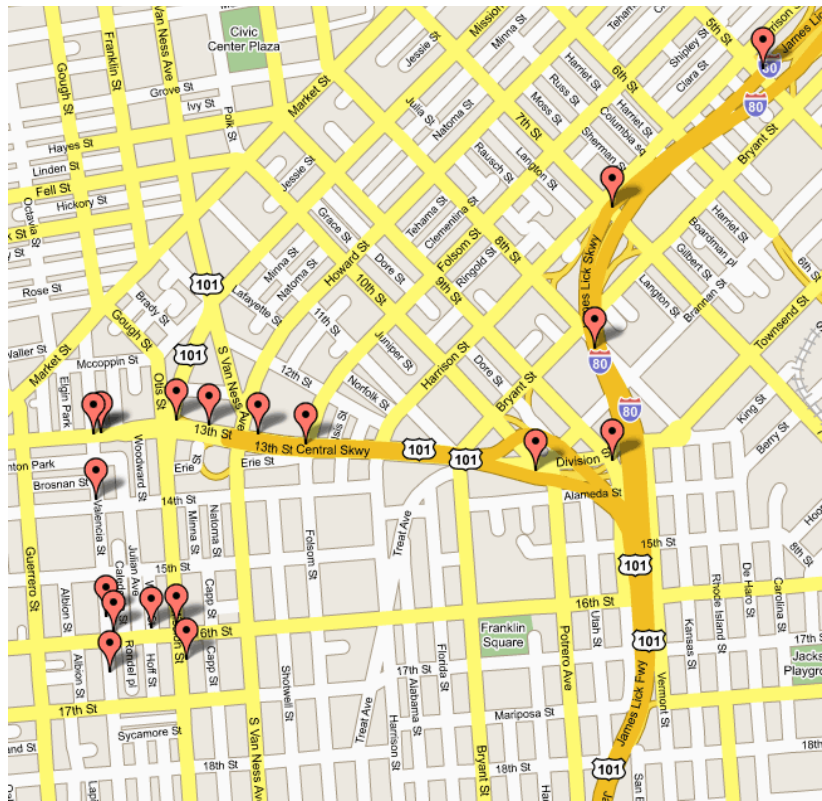 Civic
Center Plaza
S Van Ness Ave
Franklin St
Gough St
Grove St
Ivy St
Polk St
Hayes St
Linden St
Fell St
Hickory St
Octavia St
Rose St
Market St
Jessie St
Mission St
Minna St
Tehama St
5th St
Shipley St
Clara St
James Lick
80
80
6th St
Harriet St
Russ St
Moss St
Harriet St
Columbia sq
Sherman St
Bryant St
Jessie St
Julia St
Natoma St
7th St
Langton St
Rausch St
Jessie St
Grace St
Minna St
Natoma St
Lafayette St
Howard St
10th St
Dore St
Tehama St
Clementina St
Folsom St
Ringold St
8th St
9th St
Harriet St
Boardman pl
Gilbert St
Brannan St
Langton St
6th St
Townsend St
101
Brady St
Gough St
Market St
Waller St
Mccoppin St
Elgin Park
Otis St
101
S Van Ness Ave
11th St
12th St
Norfolk St
Juniper St
Harrison St
Dore St
Bryant St
80
80
King St
Berry St
13th St
13th St Central Skwy
101
101
Division St
Alameda St
Woodward St
Erie St
Erie St
Brosnan St
14th St
Valencia St
Minna St
Natoma St
Folsom St
Treat Ave
15th St
15th St
101
8th St
Guerrero St
Albion St
Julian Ave
Capp St
16th St
Franklin
Square
Utah St
101
Kansas St
Rhode Island St
De Haro St
Carolina St
17th St
Albion St
Rondel pl
Hoff St
Capp St
Shotwell St
17th St
Florida St
Alabama St
Treat Ave
Harrison St
Potrero Ave
Vermont St
James Lick Fwy
17th St
Sycamore St
18th St
S Van Ness Ave
18th St
Bryant St
Mariposa St
101